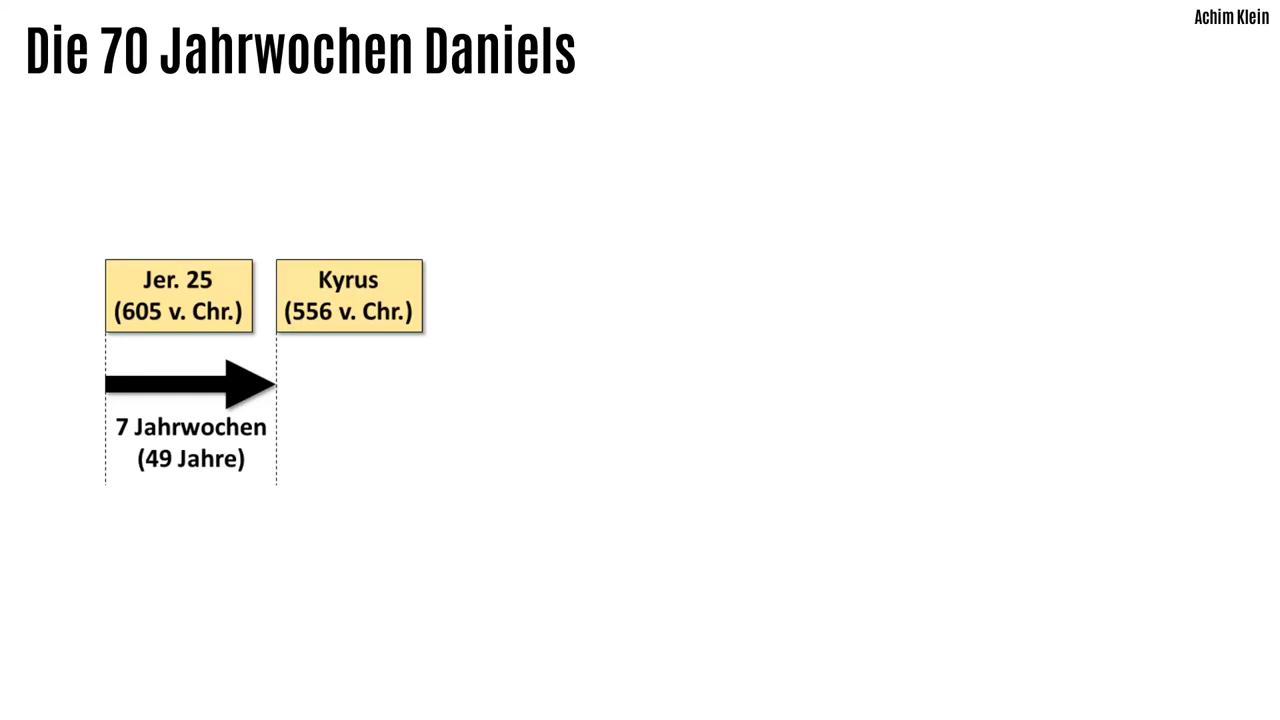 Achim Klein
Die 70 Jahrwochen Daniels
Jer. 25
(605 v. Chr.)
Kyrus
(556 v. Chr.)
7 Jahrwochen
(49 Jahre)